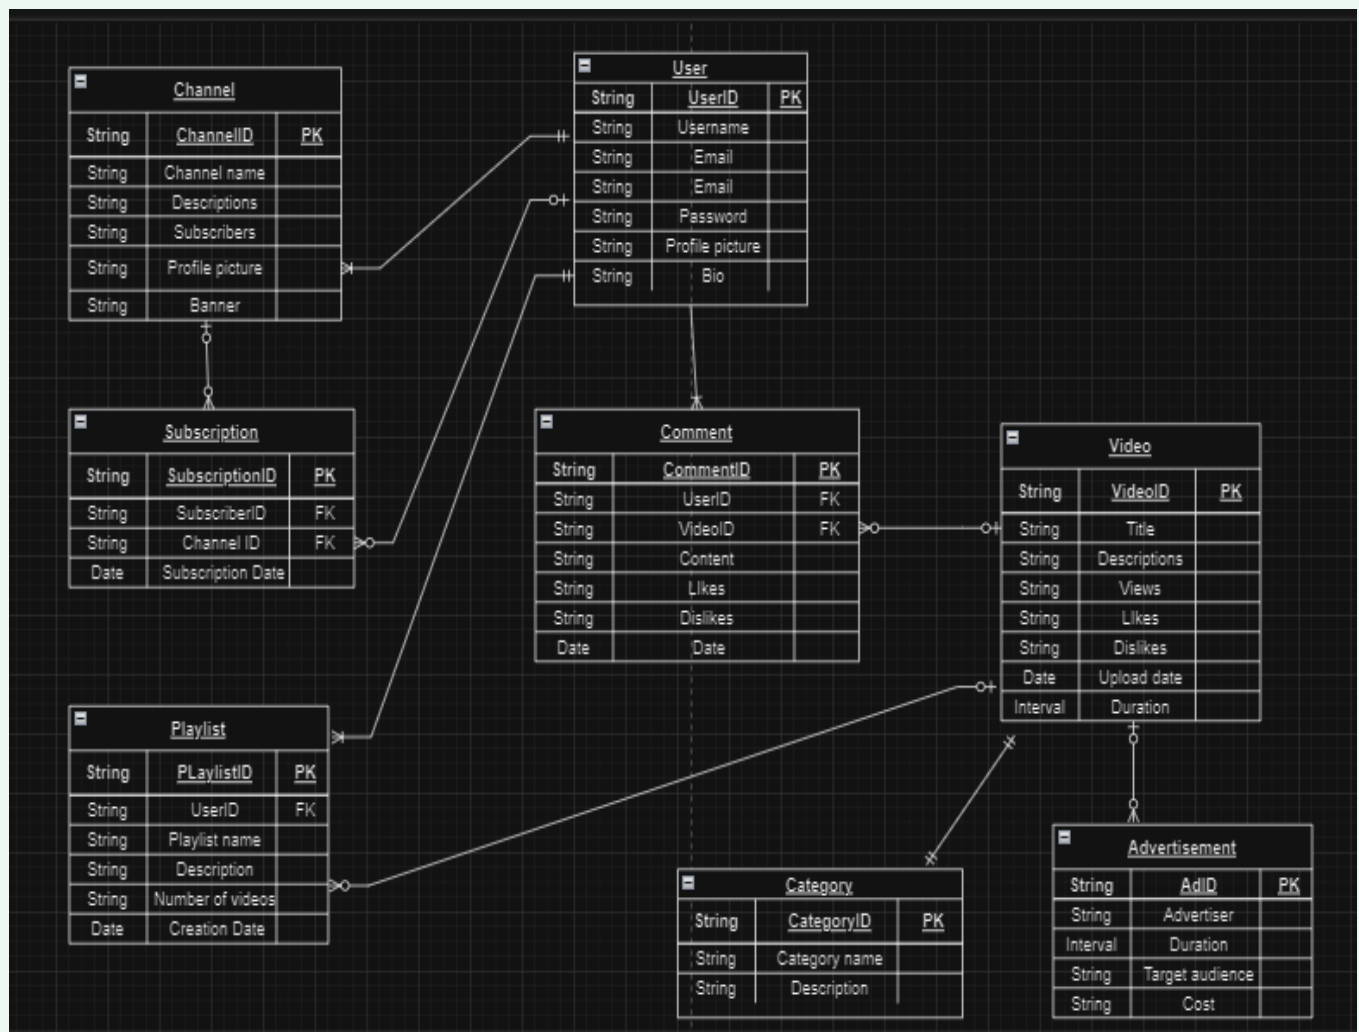 Channel
String ChannelID PK
String Channel name
String Descriptions
String Subscribers
String Profile picture
String Banner
User
String UserID PK
String Username
String Email
String Email
String Password
String Profile picture
String Bio
Subscription
String SubscriptionID PK
String SubscriberID FK
String Channel ID FK
Date Subscription Date
Comment
String CommentID PK
String UserID FK
String VideoID FK
String Content
String LIkes
String Dislikes
Date Date
Video
String VideoID PK
String Title
String Descriptions
String Views
String LIkes
String Dislikes
Date Upload date
Interval Duration
Playlist
String PLaylistID PK
String UserID FK
String Playlist name
String Description
String Number of videos
Date Creation Date
Category
String CategoryID PK
String Category name
String Description
Advertisement
String AdID PK
String Advertiser
Interval Duration
String Target audience
String Cost